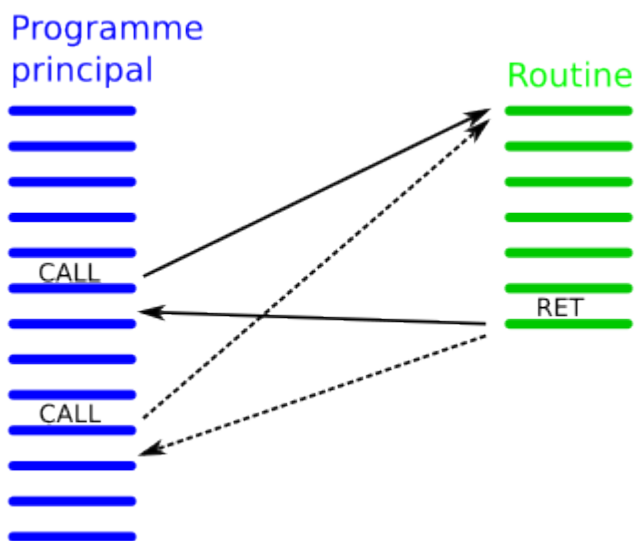 Programme
principal
Routine
CALL
RET
CALL